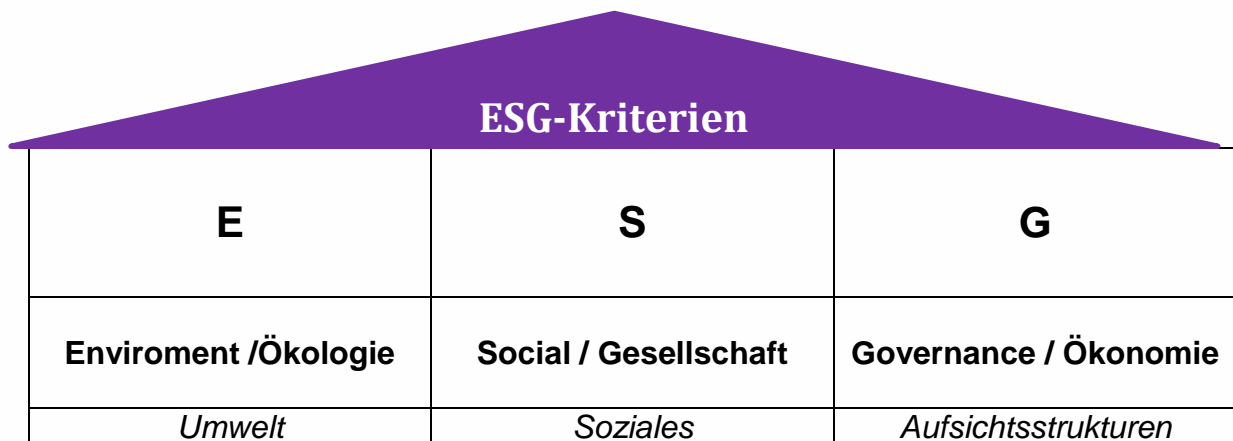 ESG-Kriterien
E S G
Enviroment /Ökologie Social / Gesellschaft Governance / Ökonomie
Umwelt Soziales Aufsichtsstrukturen